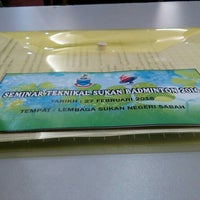 SEMINAR TEKNIKAL SUKAN BADMINTON 2016
TARIKH : 27 FEBRUARI 2016
TEMPAT - LEMBAGA SUKAN NEGERI SABAH